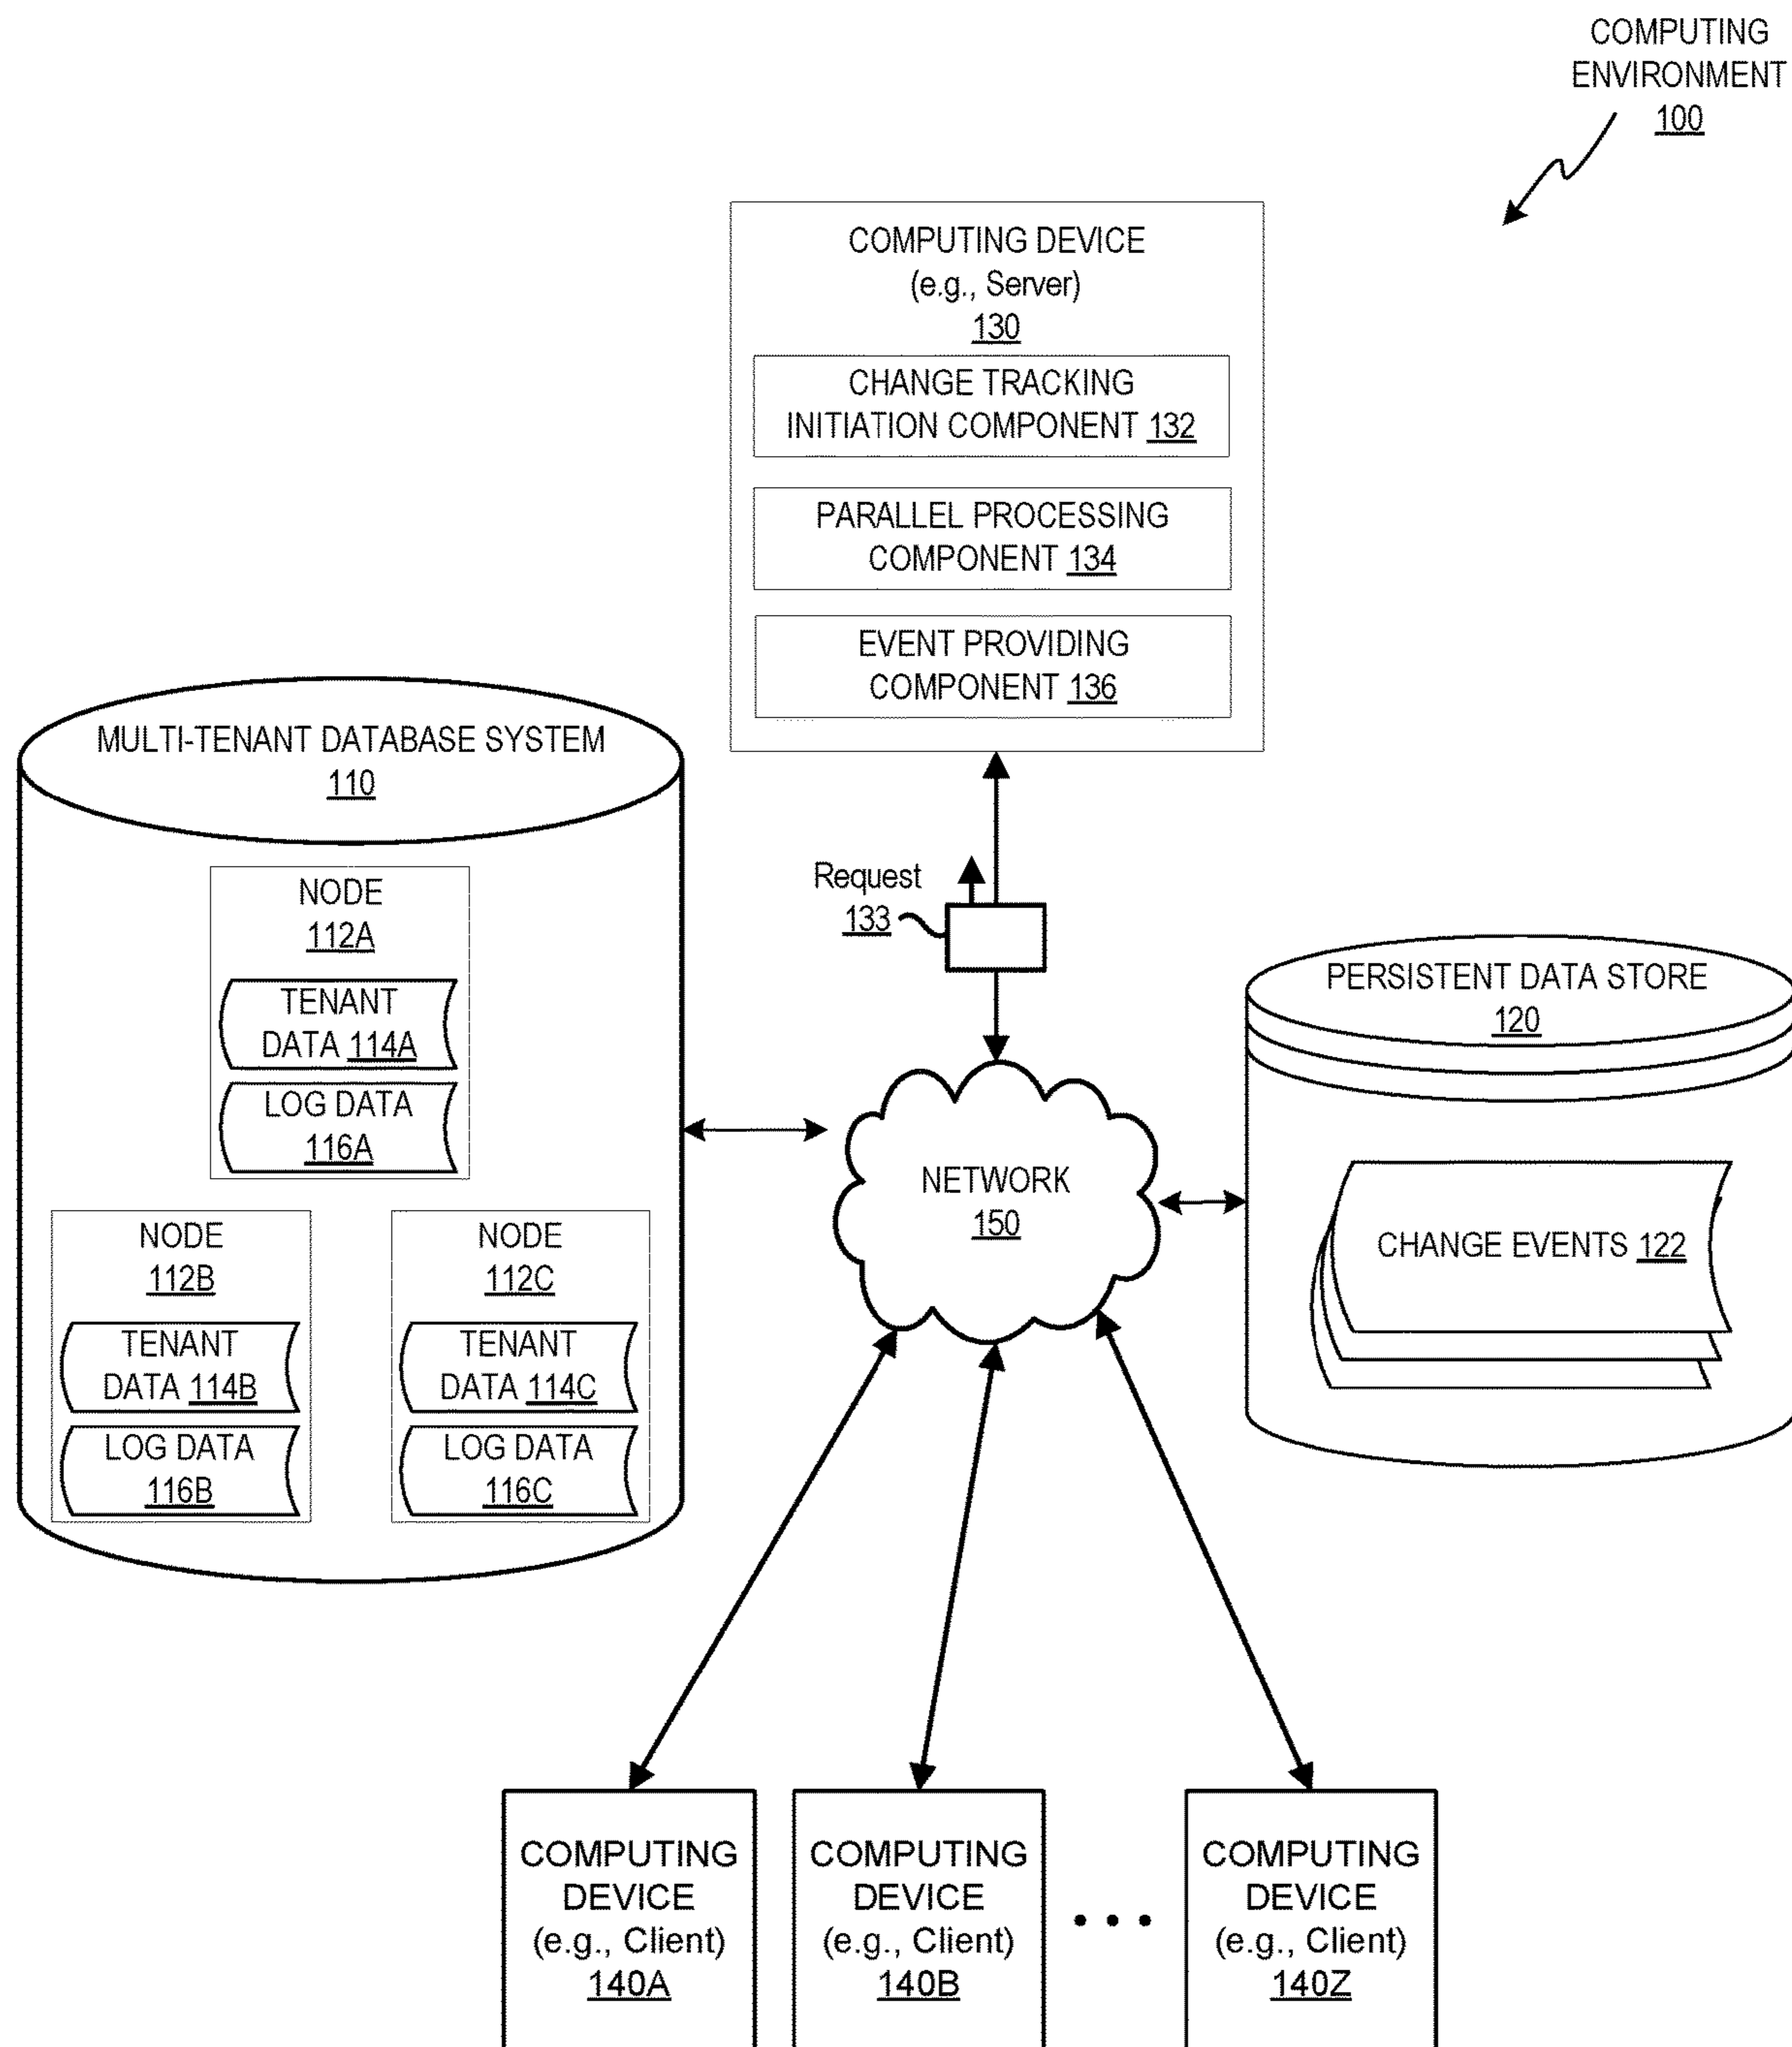 COMPUTING
ENVIRONMENT
100
COMPUTING DEVICE
(e.g., Server)
130
CHANGE TRACKING
INITIATION COMPONENT 132
PARALLEL PROCESSING
COMPONENT 134
EVENT PROVIDING
COMPONENT 136
MULTI-TENANT DATABASE SYSTEM
110
NODE
112A
TENANT
DATA 114A
LOG DATA
116A
NODE
112B
TENANT
DATA 114B
LOG DATA
116B
NODE
112C
TENANT
DATA 114C
LOG DATA
116C
Request
133
NETWORK
150
PERSISTENT DATA STORE
120
CHANGE EVENTS 122
COMPUTING
DEVICE
(e.g., Client)
140A
COMPUTING
DEVICE
(e.g., Client)
140B
• • •
COMPUTING
DEVICE
(e.g., Client)
140Z